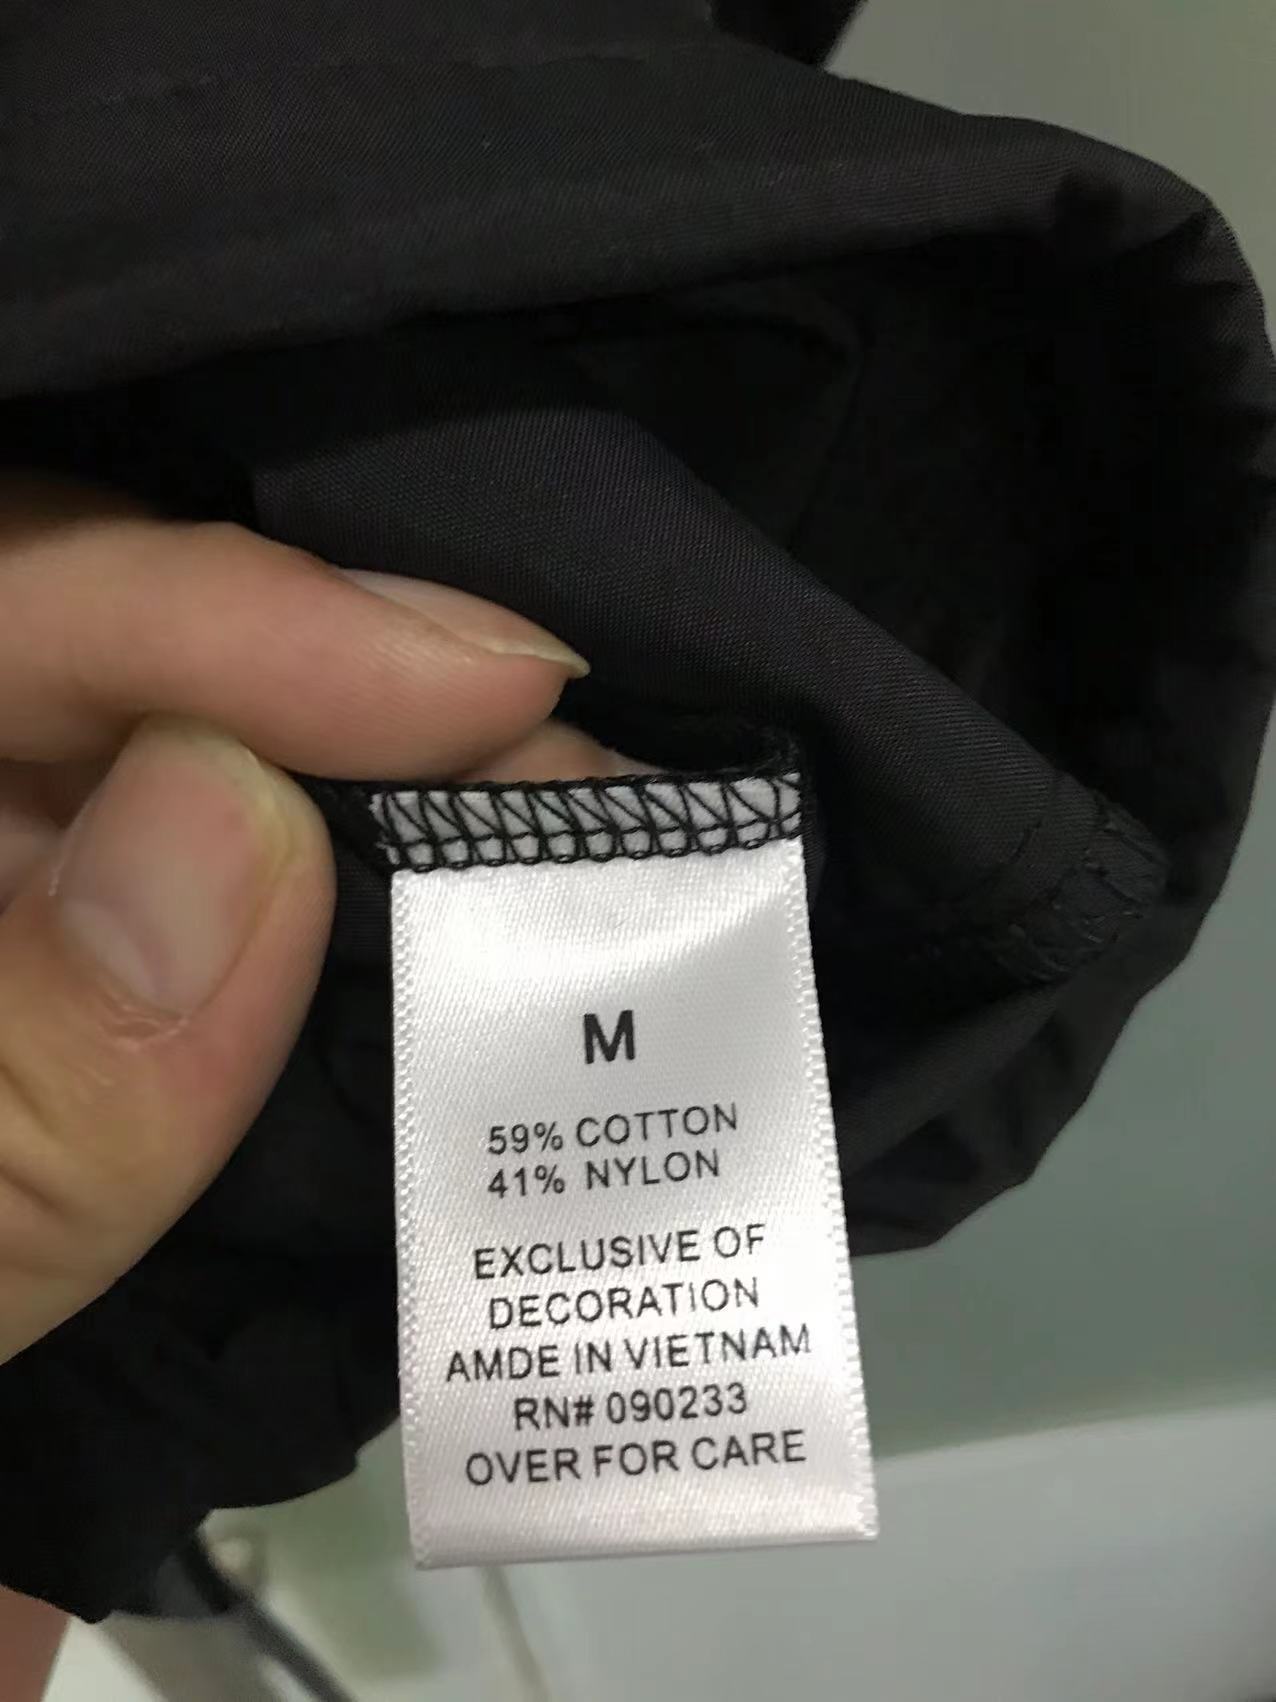 M
59% COTTON
41% NYLON
EXCLUSIVE OF
DECORATION
AMDE IN VIETNAM
RN# 090233
OVER FOR CARE